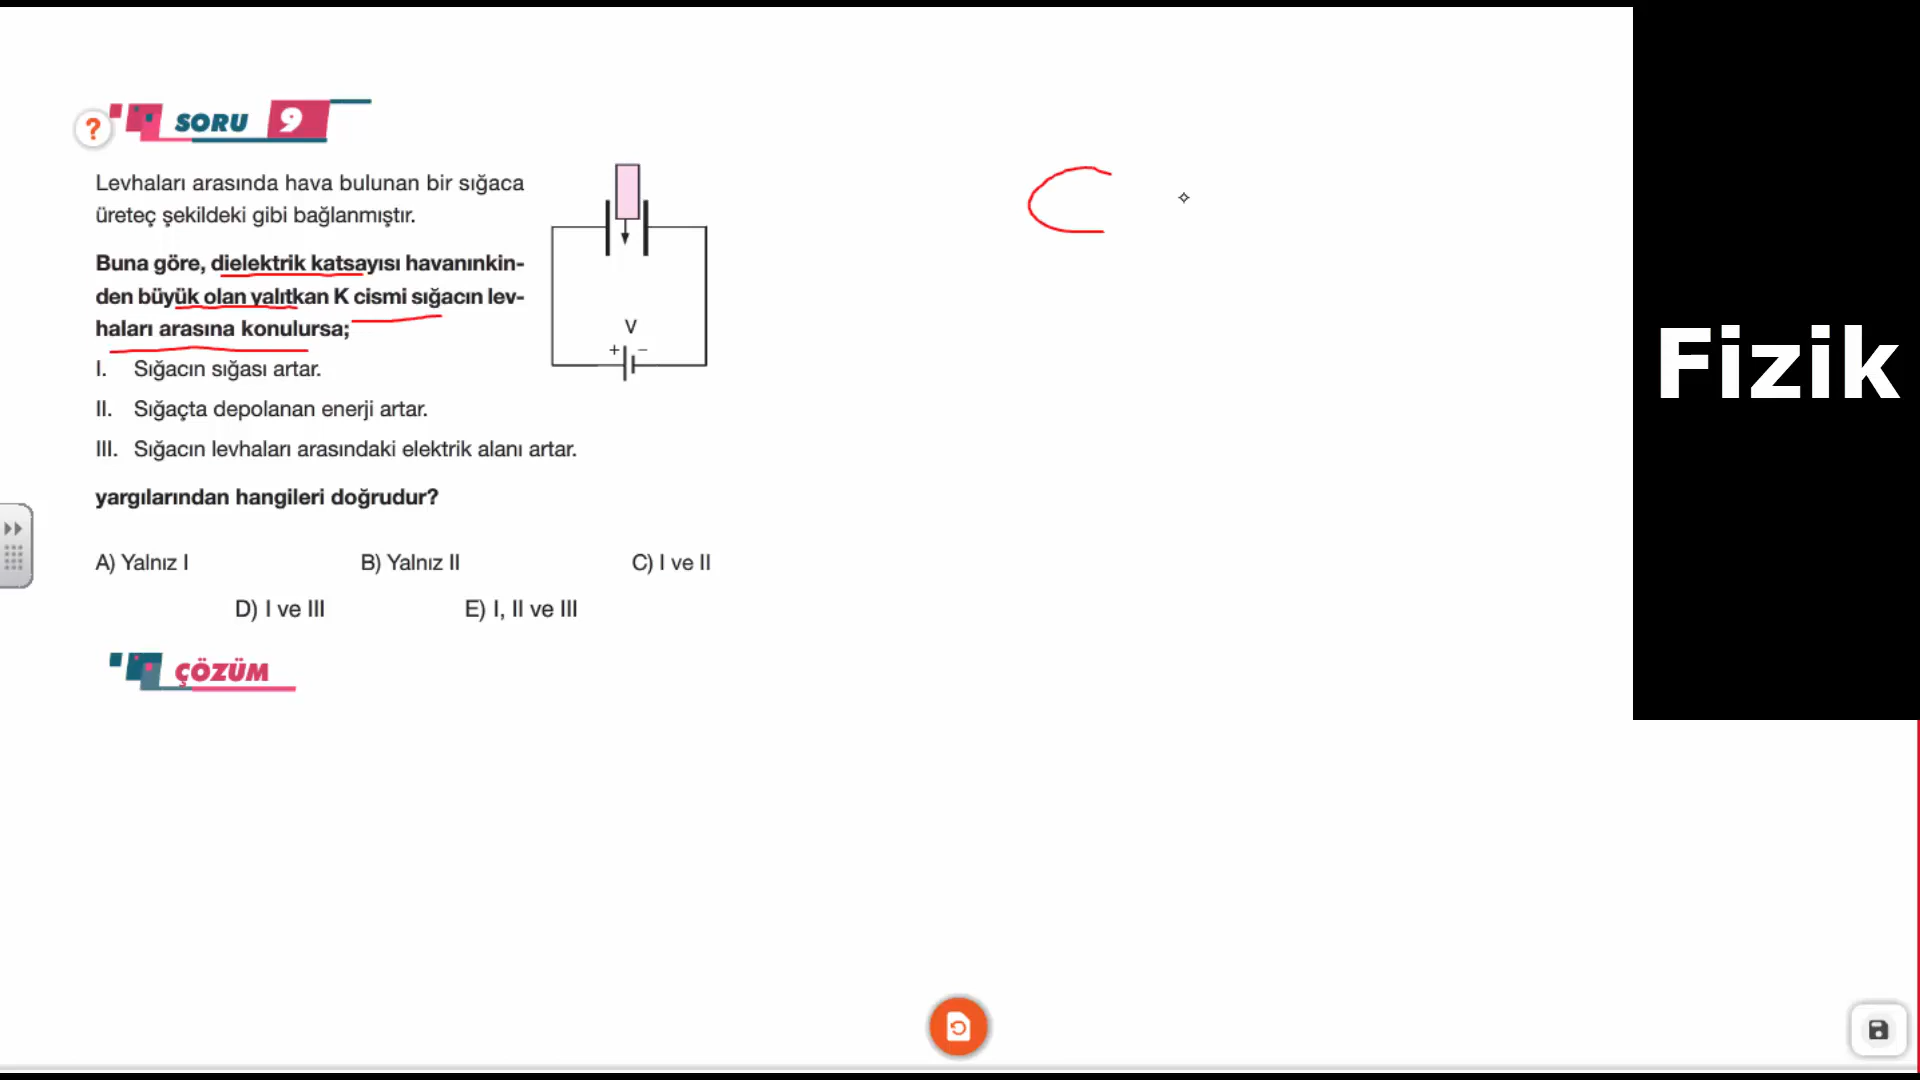 ?
SORU 9
Levhaları arasında hava bulunan bir sığaca
üreteç şekildeki gibi bağlanmıştır.
Buna göre, dielektrik katsayısı havanınkin-
den büyük olan yalıtkan K cismi sığacın lev-
haları arasına konulursa;
V
+ −
I. Sığacın sığası artar.
II. Sığaçta depolanan enerji artar.
III. Sığacın levhaları arasındaki elektrik alanı artar.
yargılarından hangileri doğrudur?
A) Yalnız I B) Yalnız II C) I ve II
D) I ve III E) I, II ve III
ÇÖZÜM
C
Fizik